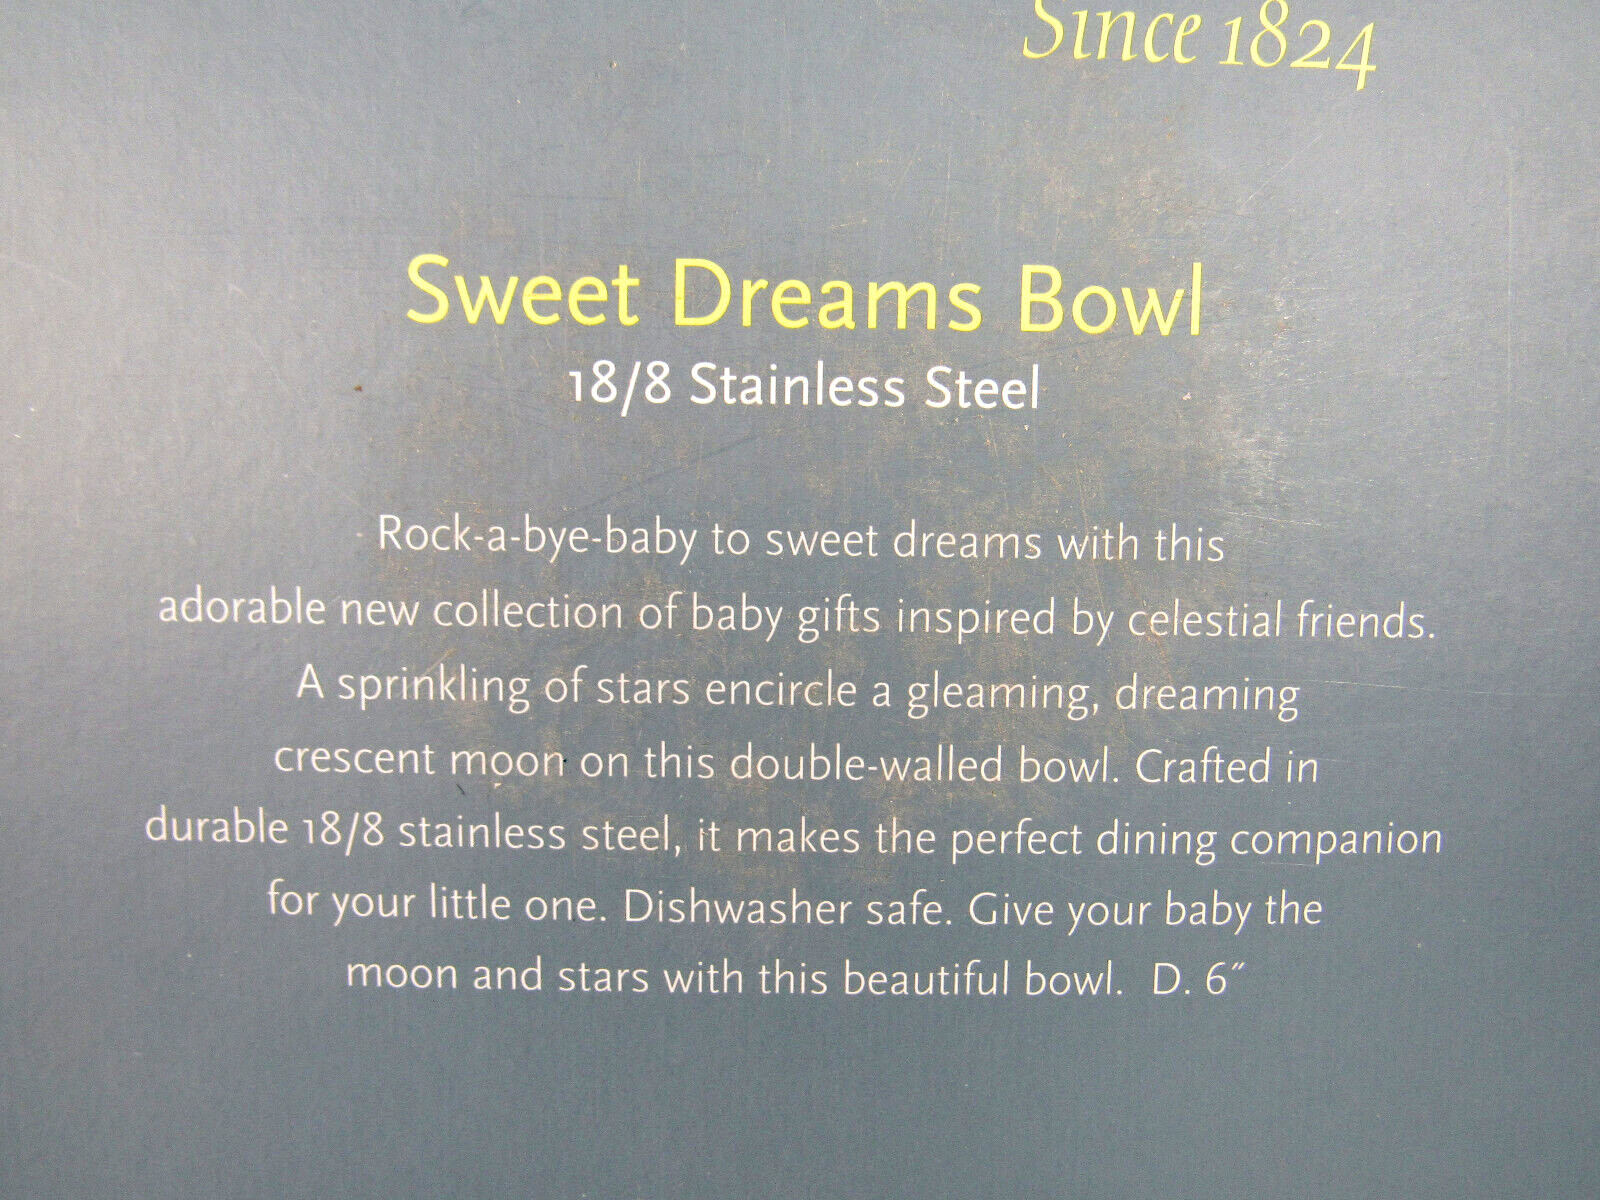 Since 1824
Sweet Dreams Bowl
18/8 Stainless Steel
Rock-a-bye-baby to sweet dreams with this
adorable new collection of baby gifts inspired by celestial friends.
A sprinkling of stars encircle a gleaming, dreaming
crescent moon on this double-walled bowl. Crafted in
durable 18/8 stainless steel, it makes the perfect dining companion
for your little one. Dishwasher safe. Give your baby the
moon and stars with this beautiful bowl.  D. 6″